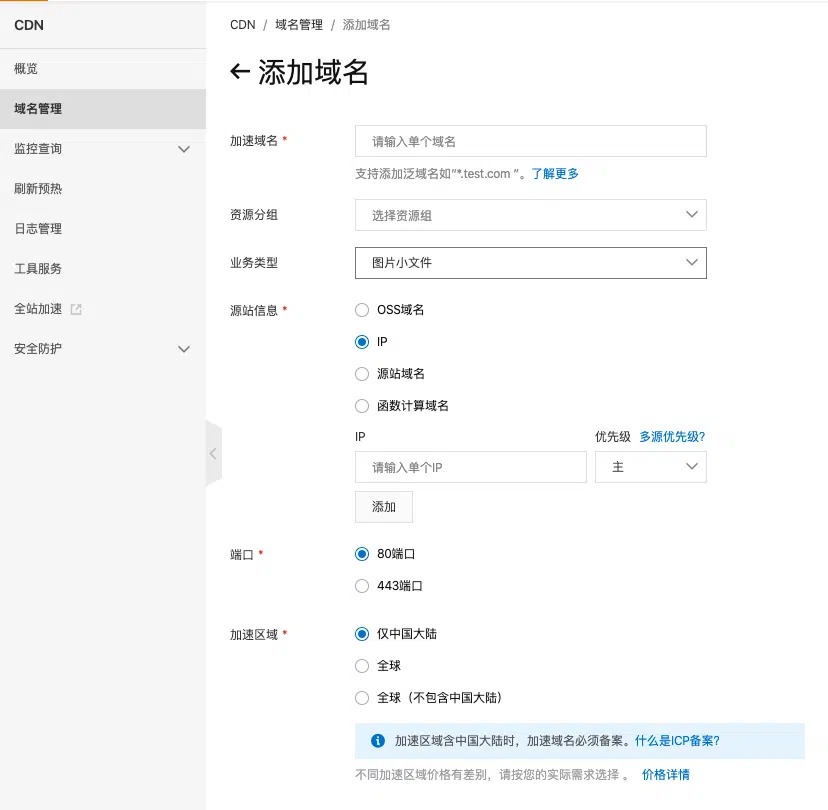 CDN
概览
域名管理
监控查询
刷新预热
日志管理
工具服务
全站加速
安全防护
CDN / 域名管理 / 添加域名
添加域名
加速域名 *
请输入单个域名
支持添加泛域名如"*.test.com "。了解更多
资源分组
选择资源组
业务类型
图片小文件
源站信息 *
OSS域名
IP
源站域名
函数计算域名
IP 优先级 多源优先级?
请输入单个IP 主
添加
端口 *
80端口
443端口
加速区域 *
仅中国大陆
全球
全球（不包含中国大陆）
加速区域含中国大陆时，加速域名必须备案。什么是ICP备案?
不同加速区域价格有差别，请按您的实际需求选择 。 价格详情